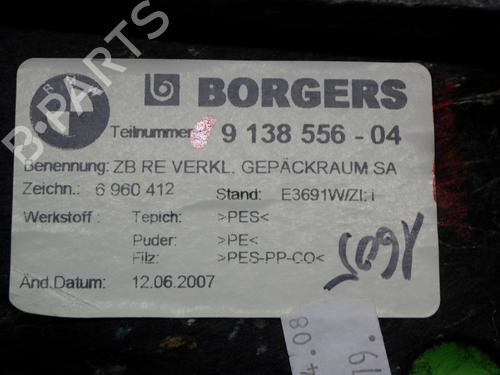 BORGERS
Teilnummer 9 138 556 - 04
Benennung: ZB RE VERKL. GEPÄCKRAUM SA
Zeichn.: 6 960 412 Stand: E3691W/ZI: i
Werkstoff : Tepich: >PES<
Puder: >PE<
Filz: >PES-PP-CO<
Änd.Datum: 12.06.2007
B-PARTS